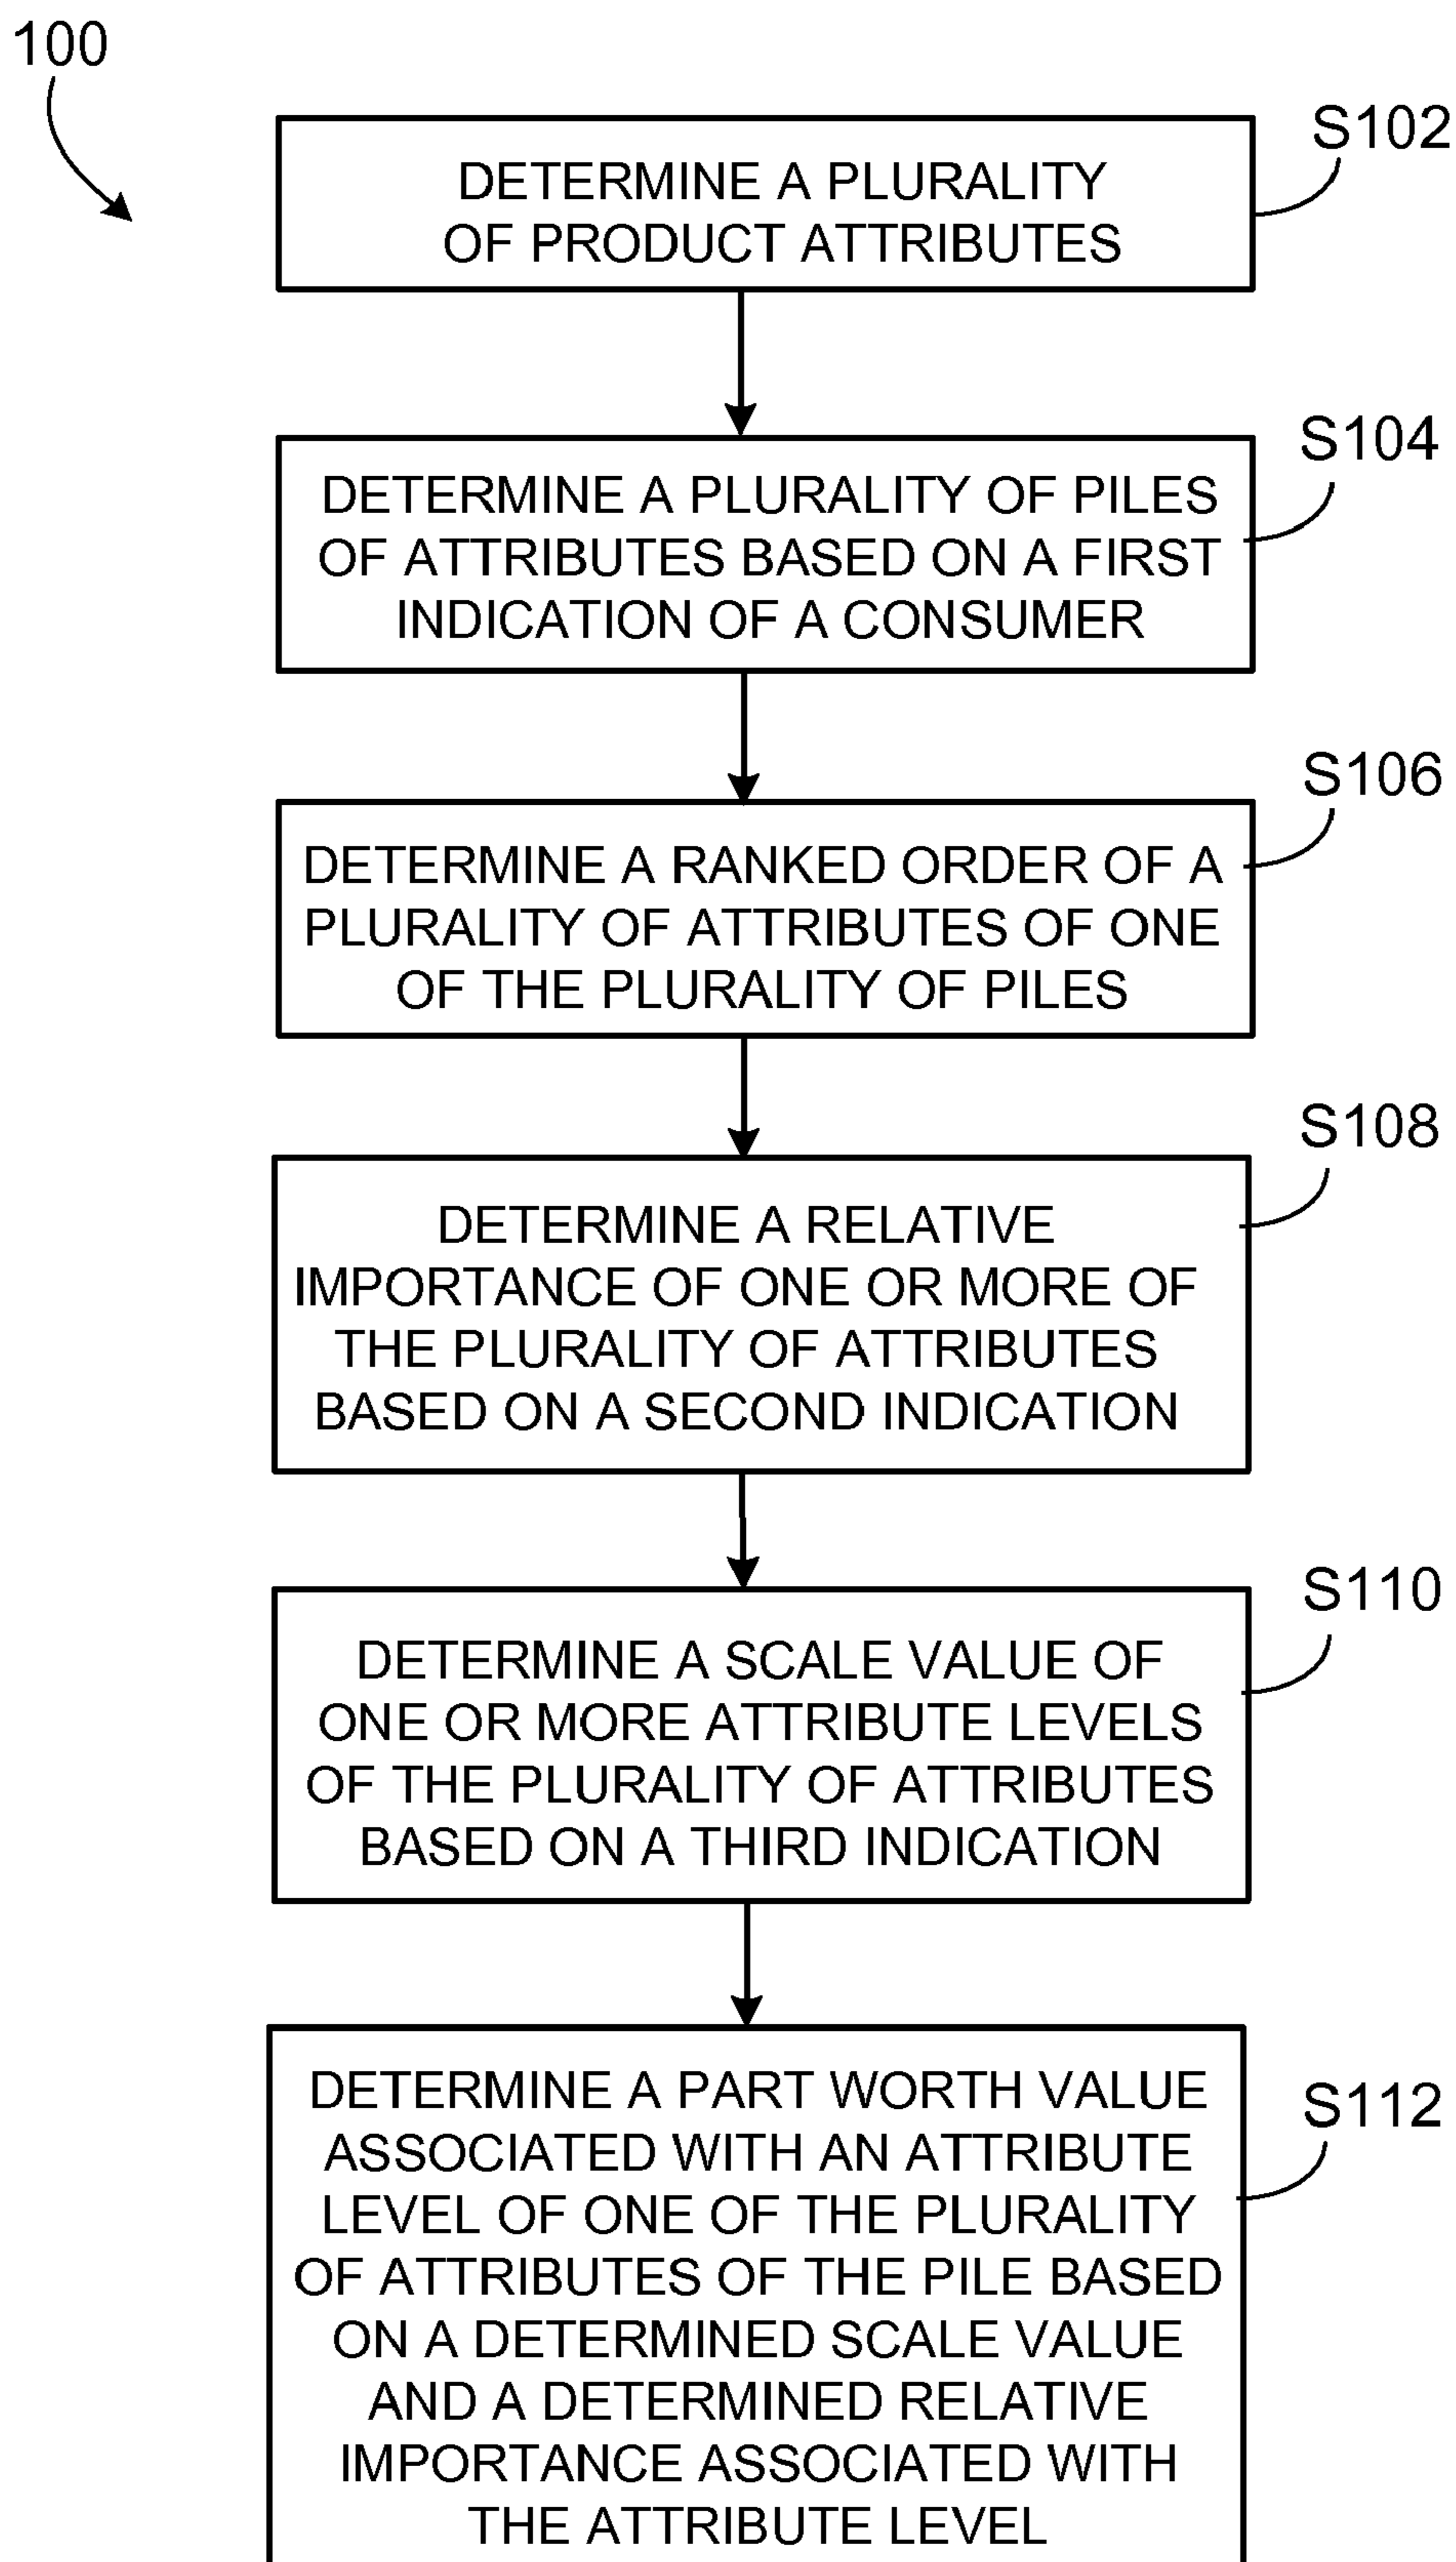 100
S102
DETERMINE A PLURALITY
OF PRODUCT ATTRIBUTES
S104
DETERMINE A PLURALITY OF PILES
OF ATTRIBUTES BASED ON A FIRST
INDICATION OF A CONSUMER
S106
DETERMINE A RANKED ORDER OF A
PLURALITY OF ATTRIBUTES OF ONE
OF THE PLURALITY OF PILES
S108
DETERMINE A RELATIVE
IMPORTANCE OF ONE OR MORE OF
THE PLURALITY OF ATTRIBUTES
BASED ON A SECOND INDICATION
S110
DETERMINE A SCALE VALUE OF
ONE OR MORE ATTRIBUTE LEVELS
OF THE PLURALITY OF ATTRIBUTES
BASED ON A THIRD INDICATION
S112
DETERMINE A PART WORTH VALUE
ASSOCIATED WITH AN ATTRIBUTE
LEVEL OF ONE OF THE PLURALITY
OF ATTRIBUTES OF THE PILE BASED
ON A DETERMINED SCALE VALUE
AND A DETERMINED RELATIVE
IMPORTANCE ASSOCIATED WITH
THE ATTRIBUTE LEVEL